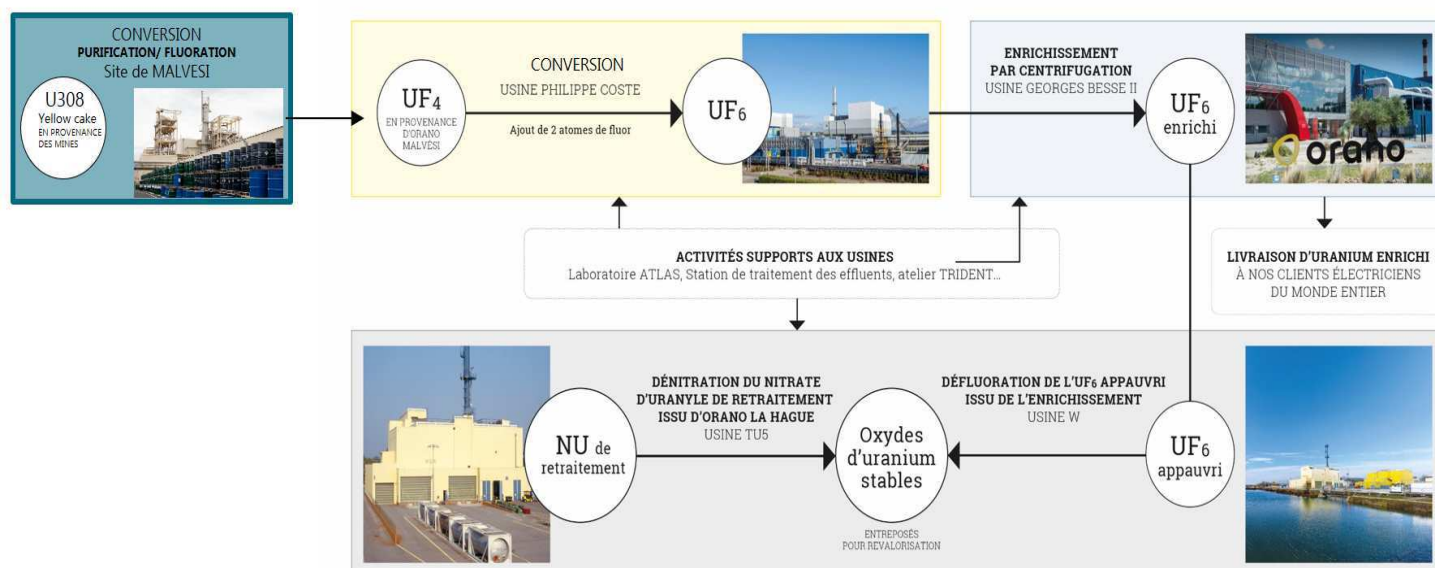 CONVERSION
PURIFICATION/ FLUORATION
Site de MALVESI
U308
Yellow cake
EN PROVENANCE
DES MINES
UF4
EN PROVENANCE
D'ORANO
MALVÉSI
CONVERSION
USINE PHILIPPE COSTE
Ajout de 2 atomes de fluor
UF6
ENRICHISSEMENT
PAR CENTRIFUGATION
USINE GEORGES BESSE II
UF6
enrichi
orano
ACTIVITÉS SUPPORTS AUX USINES
Laboratoire ATLAS, Station de traitement des effluents, atelier TRIDENT...
LIVRAISON D'URANIUM ENRICHI
À NOS CLIENTS ÉLECTRICIENS
DU MONDE ENTIER
NU de
retraitement
DÉNITRATION DU NITRATE
D'URANYLE DE RETRAITEMENT
ISSU D'ORANO LA HAGUE
USINE TU5
Oxydes
d'uranium
stables
ENTREPOSÉS
POUR REVALORISATION
DÉFLUORATION DE L'UF6 APPAUVRI
ISSU DE L'ENRICHISSEMENT
USINE W
UF6
appauvri